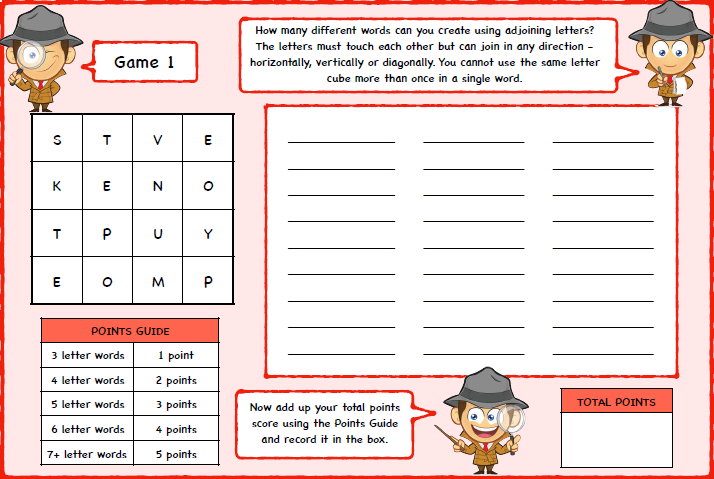 Game 1
How many different words can you create using adjoining letters?
The letters must touch each other but can join in any direction –
horizontally, vertically or diagonally. You cannot use the same letter
cube more than once in a single word.
S T V E
K E N O
T P U Y
E O M P
POINTS GUIDE
3 letter words 1 point
4 letter words 2 points
5 letter words 3 points
6 letter words 4 points
7+ letter words 5 points
Now add up your total points
score using the Points Guide
and record it in the box.
TOTAL POINTS